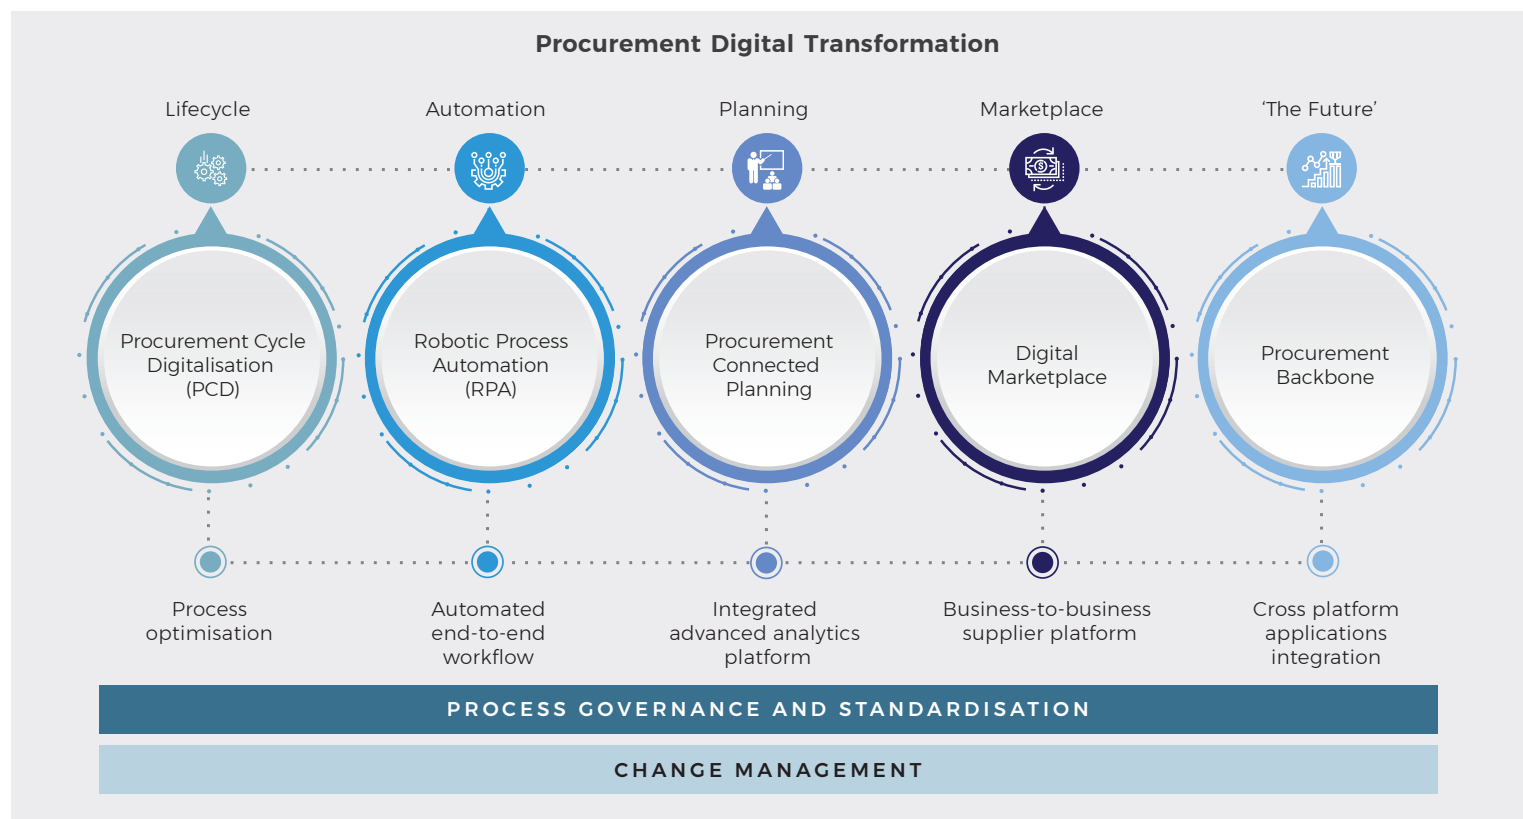 Procurement Digital Transformation
Lifecycle
Automation
Planning
Marketplace
‘The Future’
Procurement Cycle
Digitalisation
(PCD)
Robotic Process
Automation
(RPA)
Procurement
Connected
Planning
Digital
Marketplace
Procurement
Backbone
Process
optimisation
Automated
end-to-end
workflow
Integrated
advanced analytics
platform
Business-to-business
supplier platform
Cross platform
applications
integration
PROCESS GOVERNANCE AND STANDARDISATION
CHANGE MANAGEMENT